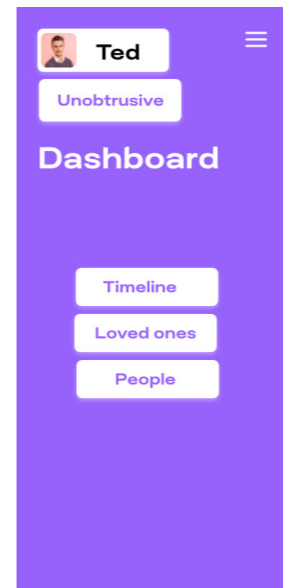 Ted
Unobtrusive
Dashboard
Timeline
Loved ones
People